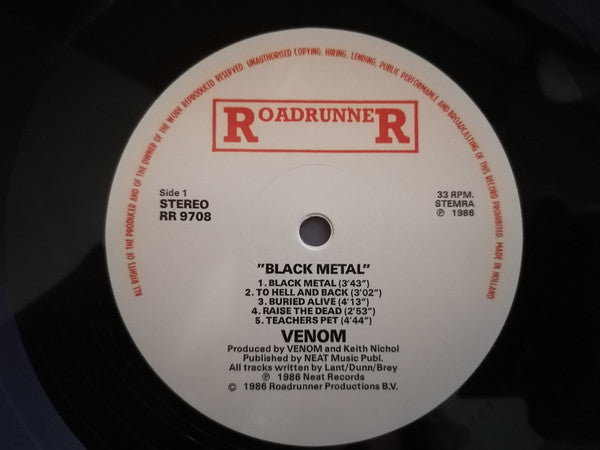 ALL RIGHTS OF THE PRODUCER AND OF THE OWNER OF THE WORK REPRODUCED RESERVED. UNAUTHORISED COPYING, HIRING, LENDING, PUBLIC PERFORMANCE AND BROADCASTING OF THIS RECORD PROHIBITED. MADE IN HOLLAND
ROADRUNNER
Side 1
STEREO
RR 9708
33 RPM.
STEMRA
℗ 1986
"BLACK METAL"
1. BLACK METAL (3'43")
2. TO HELL AND BACK (3'02")
3. BURIED ALIVE (4'13")
4. RAISE THE DEAD (2'53")
5. TEACHERS PET (4'44")
VENOM
Produced by VENOM and Keith Nichol
Published by NEAT Music Publ.
All tracks written by Lant/Dunn/Brey
℗ 1986 Neat Records
© 1986 Roadrunner Productions B.V.